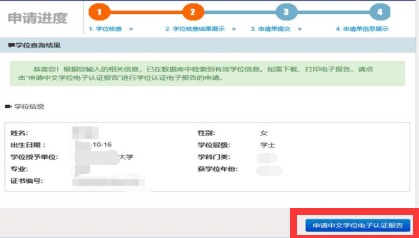 申请进度
1
2
3
4
1. 学位核查 »
2. 学位核查结果展示 »
3. 申请单提交 »
4. 申请单信息展示
学位查询结果
恭喜您！根据您输入的相关信息，已在数据库中检索到有效学位信息。如需下载、打印电子报告，请点
击"申请中文学位电子认证报告"进行学位认证电子报告的申请。
学位信息
姓名：
性别： 女
出生日期： -10-16
学位层级： 学士
学位授予单位： 大学
学科门类：
专业：
获学位年份：
证书编号：
申请中文学位电子认证报告